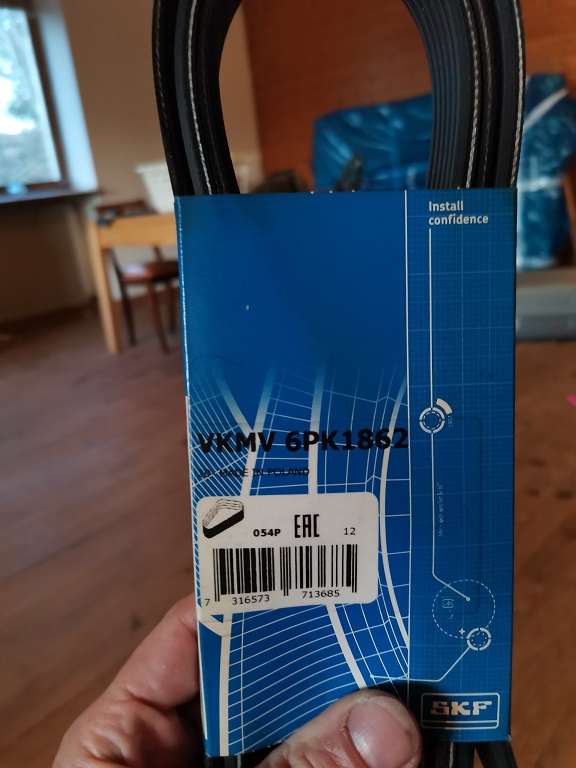 Install
confidence
VKMV 6PK1862
MADE IN POLAND
054P EAC 12
7 316573 713685
SKF